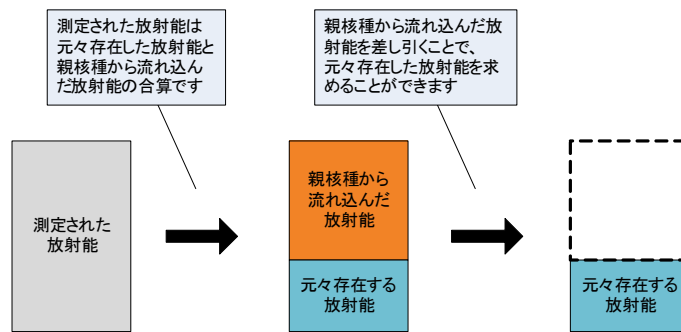 測定された放射能は
元々存在した放射能と
親核種から流れ込ん
だ放射能の合算です
親核種から流れ込んだ放射
能を差し引くことで、
元々存在した放射能を求
めることができます
測定された
放射能
親核種から
流れ込んだ
放射能
元々存在する
放射能
元々存在する
放射能